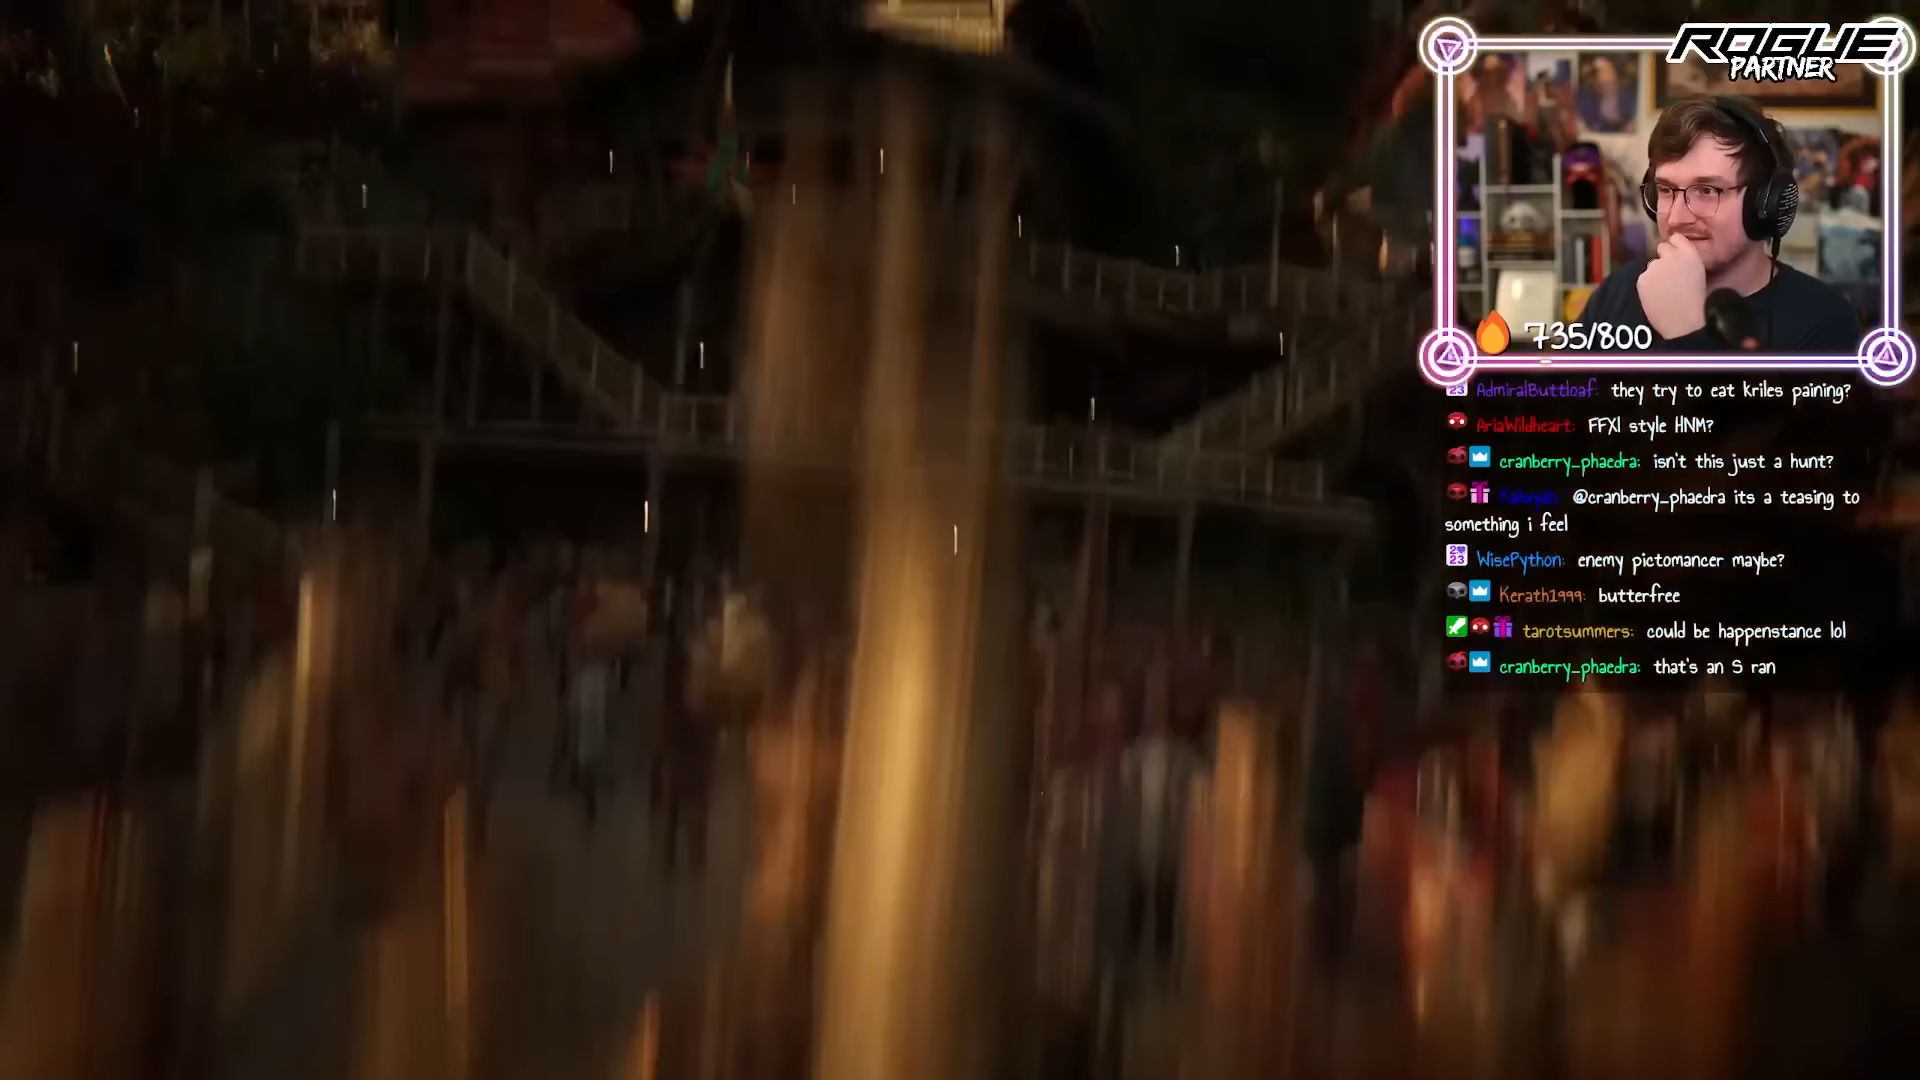 ROGUE
PARTNER
735/800
AdmiralButtloaf: they try to eat kriles paining?
AriaWildheart: FFXI style HNM?
cranberry_phaedra: isn't this just a hunt?
@cranberry_phaedra its a teasing to
something i feel
WisePython: enemy pictomancer maybe?
Kerath1999: butterfree
tarotsummers: could be happenstance lol
cranberry_phaedra: that's an S ran